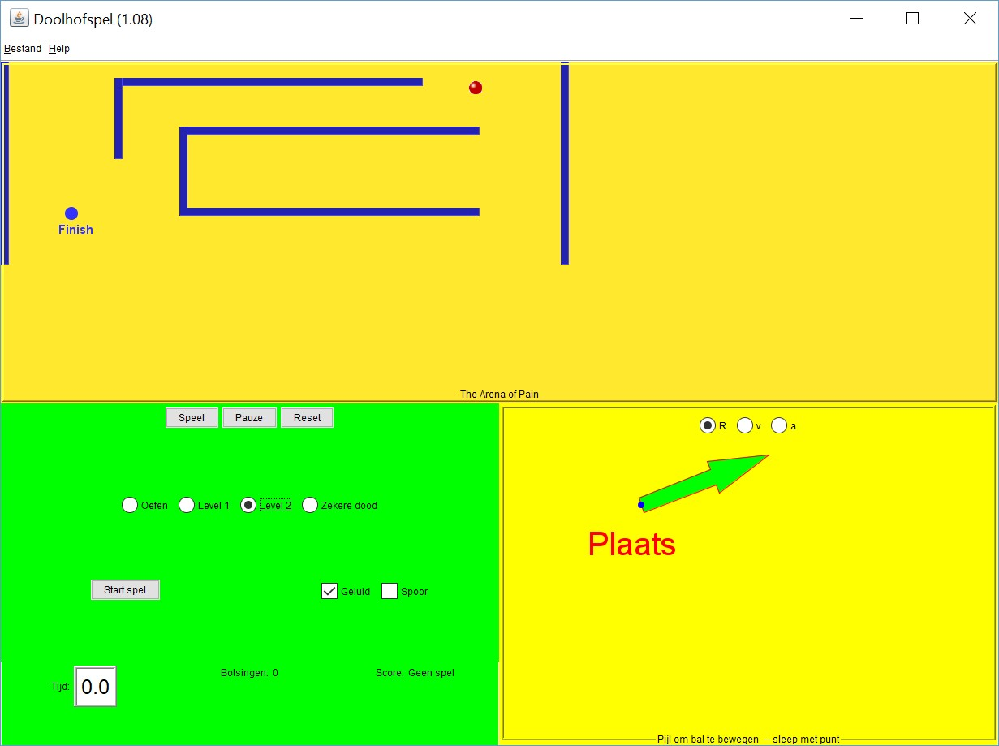 Doolhofspel (1.08)
Bestand Help
Finish
The Arena of Pain
Speel Pauze Reset
R v a
Oefen Level 1 Level 2 Zekere dood
Plaats
Start spel Geluid Spoor
Tijd: 0.0 Botsingen: 0 Score: Geen spel
Pijl om bal te bewegen -- sleep met punt